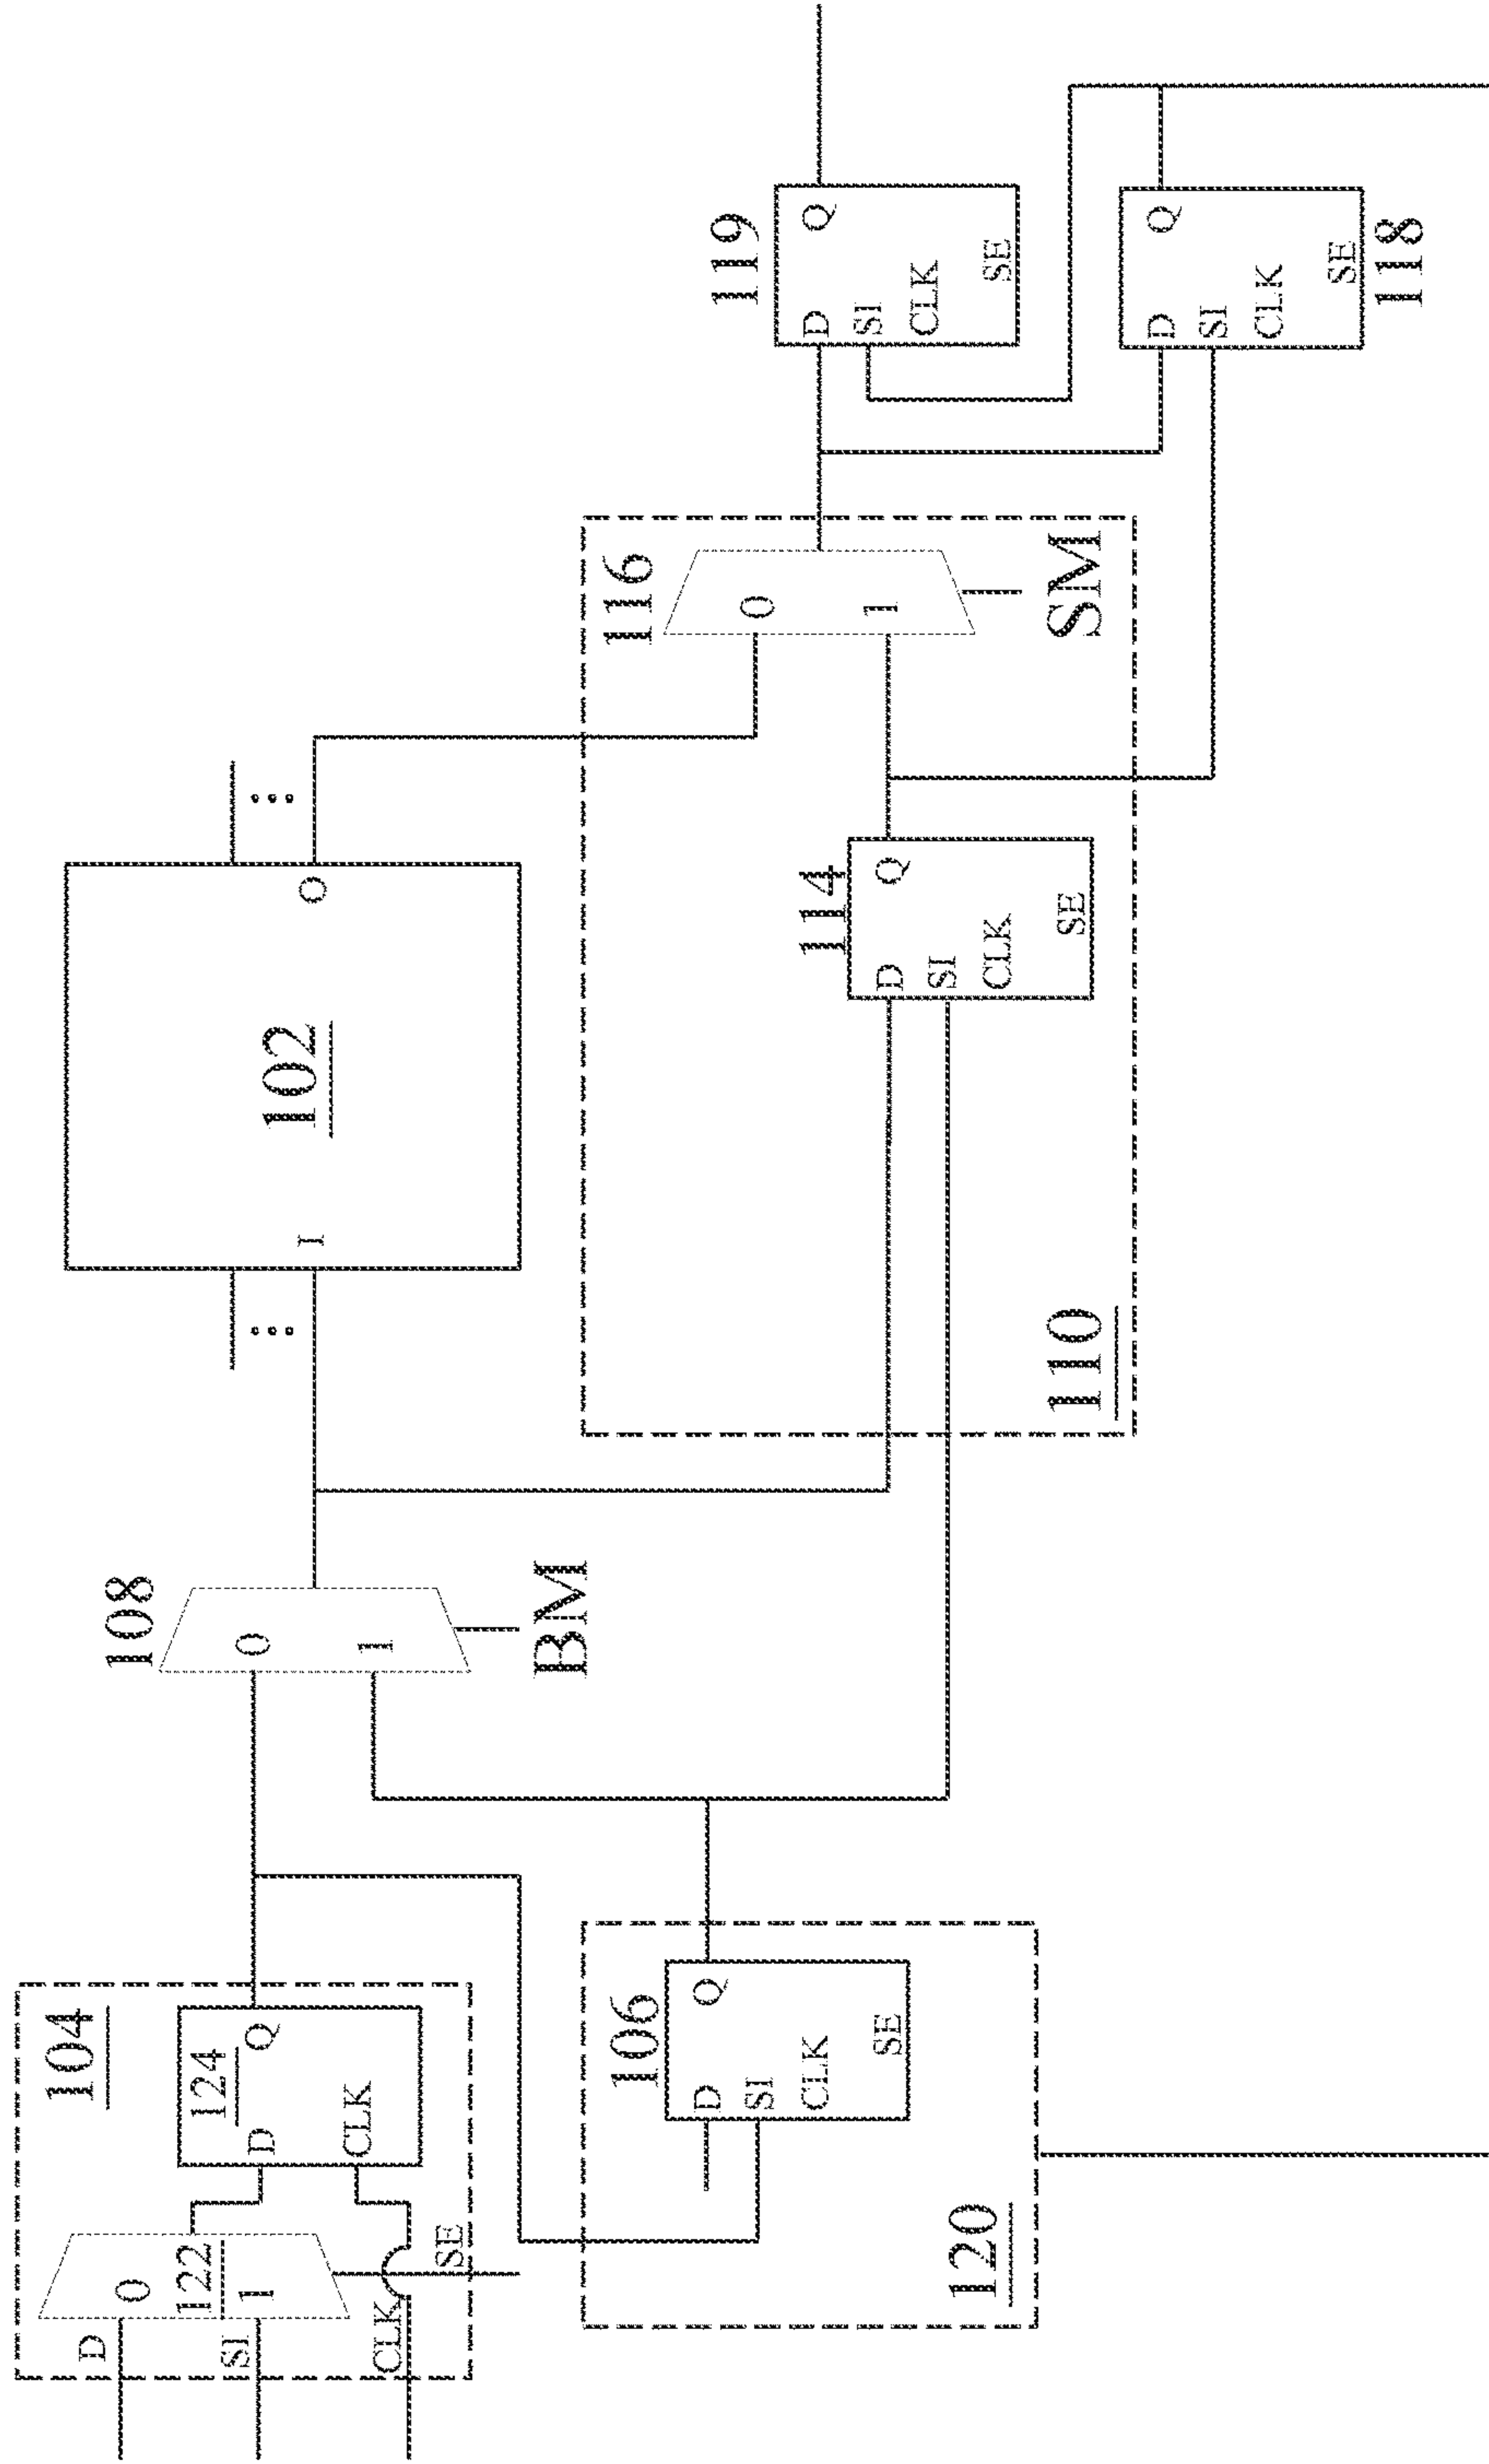 104
D
0
122
SI
1
CLK
SE
124
D
Q
CLK
108
0
1
BM
102
I
O
...
...
106
D
Q
SI
CLK
SE
120
110
114
D
Q
SI
CLK
SE
116
0
1
SM
119
D
Q
SI
CLK
SE
D
Q
SI
CLK
SE
118